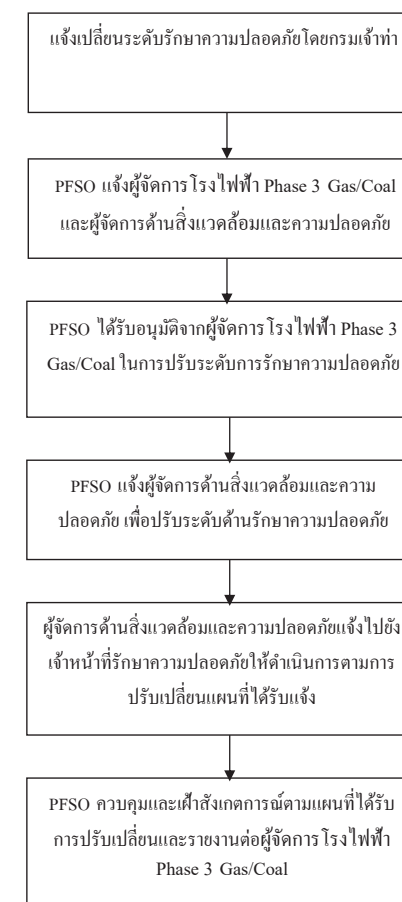 แจ้งเปลี่ยนระดับรักษาความปลอดภัยโดยกรมเจ้าท่า
PFSO แจ้งผู้จัดการโรงไฟฟ้า Phase 3 Gas/Coal
และผู้จัดการด้านสิ่งแวดล้อมและความปลอดภัย
PFSO ได้รับอนุมัติจากผู้จัดการโรงไฟฟ้า Phase 3
Gas/Coal ในการปรับระดับการรักษาความปลอดภัย
PFSO แจ้งผู้จัดการด้านสิ่งแวดล้อมและความ
ปลอดภัย เพื่อปรับระดับด้านรักษาความปลอดภัย
ผู้จัดการด้านสิ่งแวดล้อมและความปลอดภัยแจ้งไปยัง
เจ้าหน้าที่รักษาความปลอดภัยให้ดำเนินการตามการ
ปรับเปลี่ยนแผนที่ได้รับแจ้ง
PFSO ควบคุมและเฝ้าสังเกตการณ์ตามแผนที่ได้รับ
การปรับเปลี่ยนและรายงานต่อผู้จัดการโรงไฟฟ้า
Phase 3 Gas/Coal